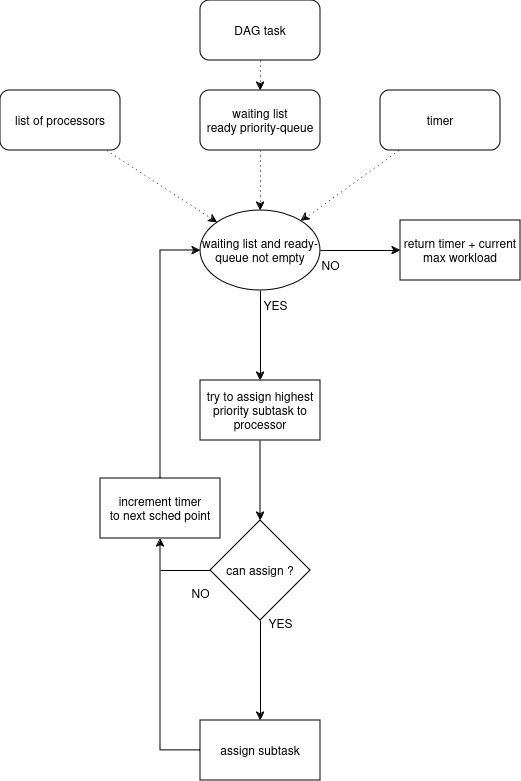 DAG task
list of processors
waiting list
ready priority-queue
timer
waiting list and ready-
queue not empty
return timer + current
max workload
NO
YES
try to assign highest
priority subtask to
processor
increment timer
to next sched point
can assign ?
NO
YES
assign subtask